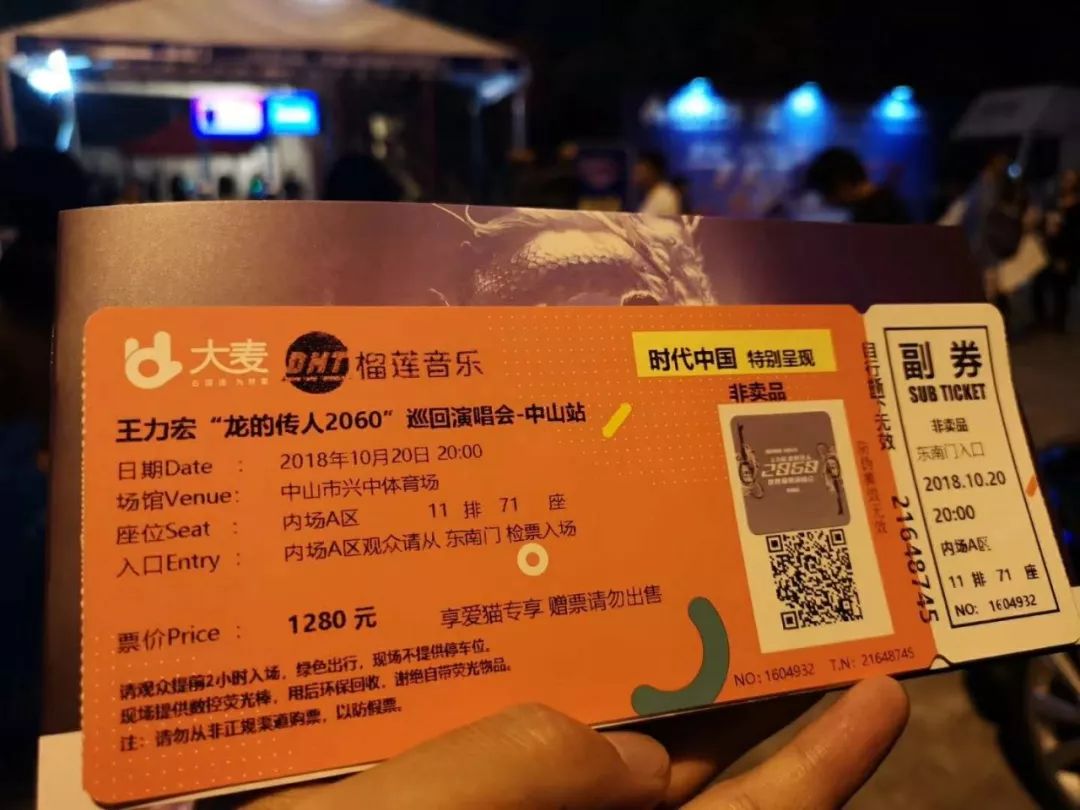 大麦
DHT
榴莲音乐
时代中国 特别呈现
非卖品
王力宏“龙的传人2060”巡回演唱会-中山站
日期Date : 2018年10月20日 20:00
场馆Venue: 中山市兴中体育场
座位Seat : 内场A区 11 排 71 座
入口Entry : 内场A区观众请从 东南门 检票入场
票价Price : 1280 元 享爱猫专享 赠票请勿出售
请观众提前2小时入场，绿色出行，现场不提供停车位。
现场提供数控荧光棒，用后环保回收，谢绝自带荧光物品。
注：请勿从非正规渠道购票，以防假票。
2060
NO：1604932 T.N：21648745
自行撕下无效
21648745
副券
SUB TICKET
非卖品
东南门入口
2018.10.20
20:00
内场A区
11 排 71 座
NO: 1604932